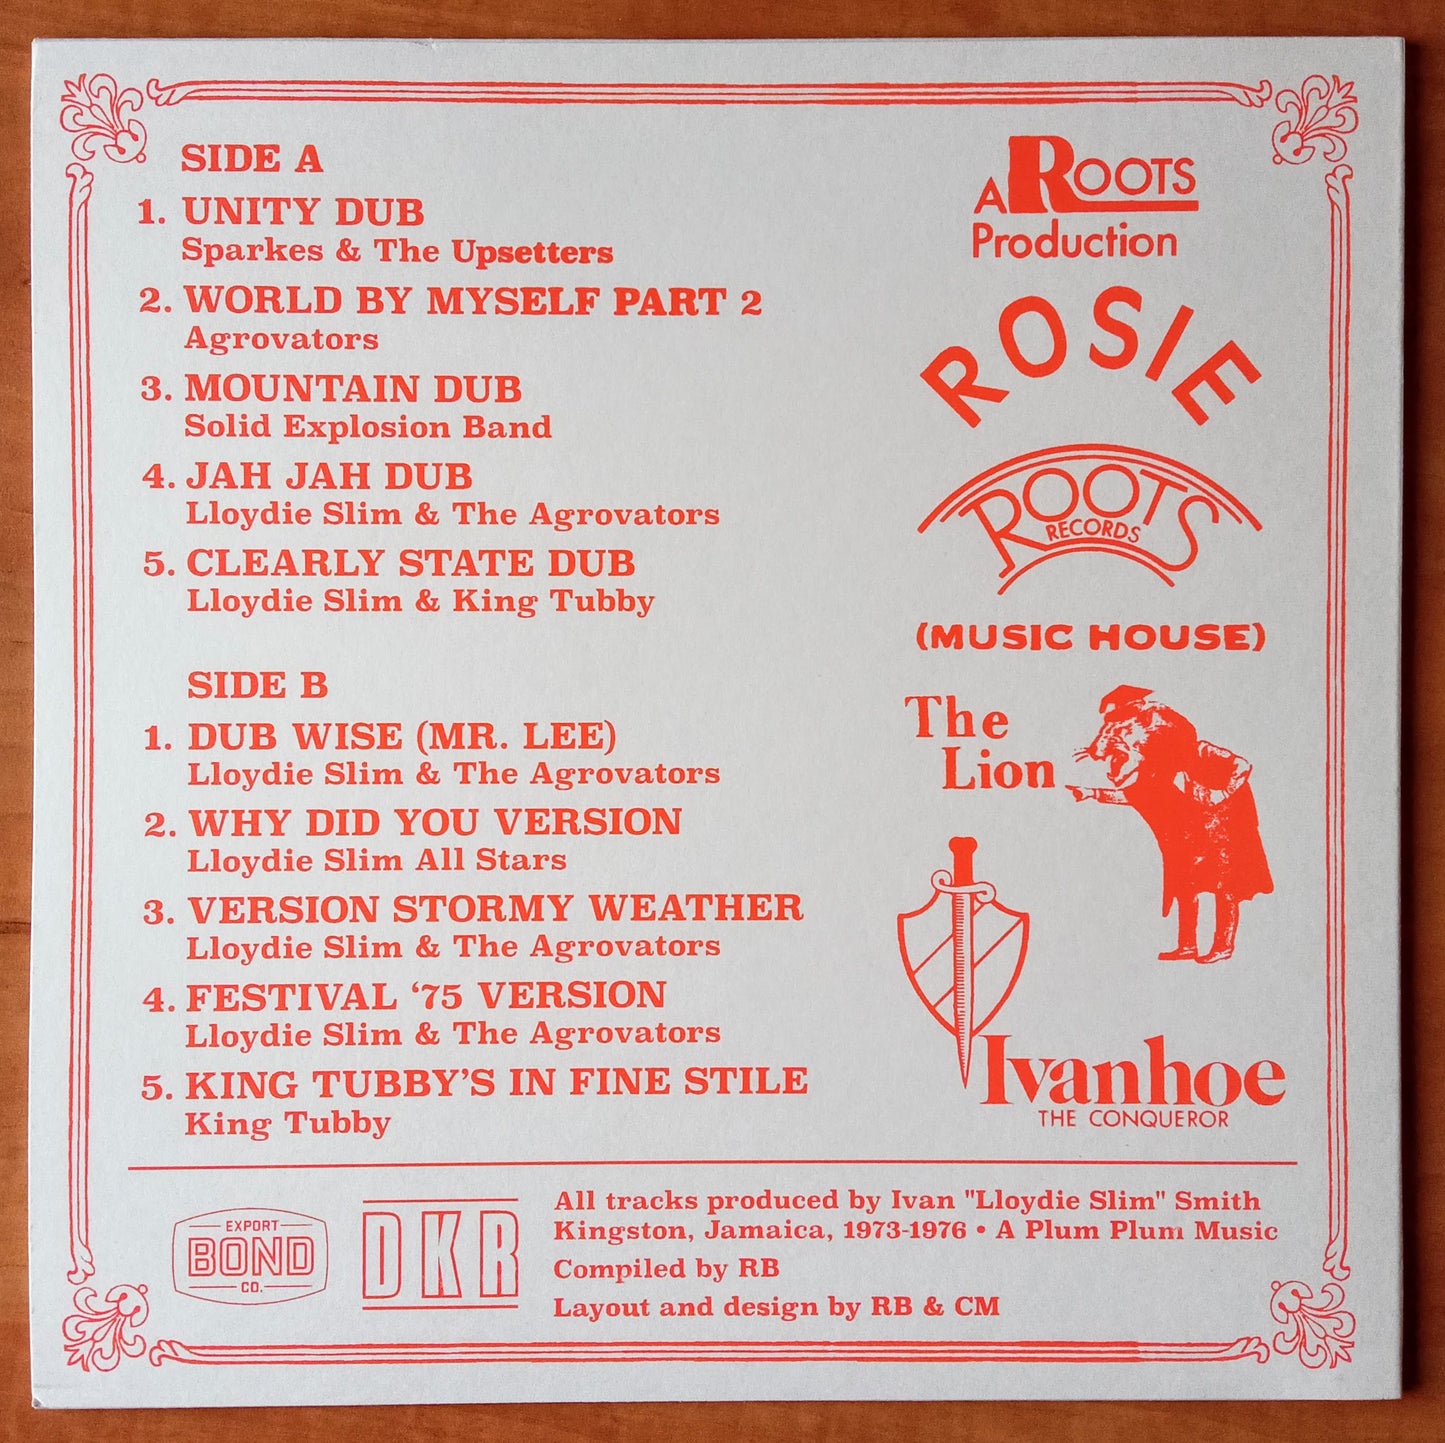 SIDE A
1. UNITY DUB
Sparkes & The Upsetters
2. WORLD BY MYSELF PART 2
Agrovators
3. MOUNTAIN DUB
Solid Explosion Band
4. JAH JAH DUB
Lloydie Slim & The Agrovators
5. CLEARLY STATE DUB
Lloydie Slim & King Tubby
SIDE B
1. DUB WISE (MR. LEE)
Lloydie Slim & The Agrovators
2. WHY DID YOU VERSION
Lloydie Slim All Stars
3. VERSION STORMY WEATHER
Lloydie Slim & The Agrovators
4. FESTIVAL ‘75 VERSION
Lloydie Slim & The Agrovators
5. KING TUBBY’S IN FINE STILE
King Tubby
A ROOTS
Production
ROSIE
ROOTS
RECORDS
(MUSIC HOUSE)
The
Lion
Ivanhoe
THE CONQUEROR
EXPORT
BOND
CO.
DKR
All tracks produced by Ivan "Lloydie Slim" Smith
Kingston, Jamaica, 1973-1976 • A Plum Plum Music
Compiled by RB
Layout and design by RB & CM